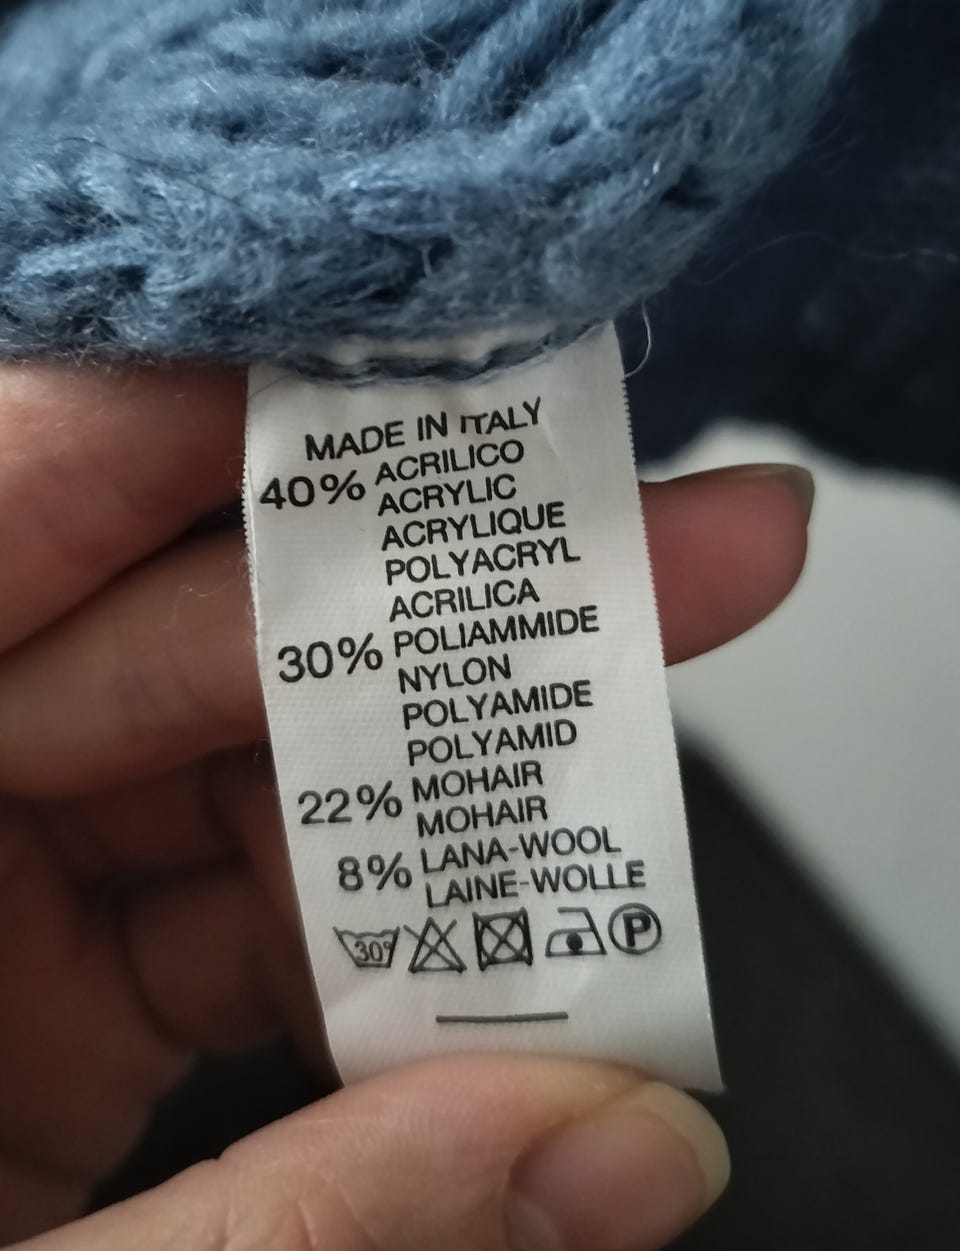 MADE IN ITALY
40% ACRILICO
ACRYLIC
ACRYLIQUE
POLYACRYL
ACRILICA
30% POLIAMMIDE
NYLON
POLYAMIDE
POLYAMID
22% MOHAIR
MOHAIR
8% LANA-WOOL
LAINE-WOLLE
30° P